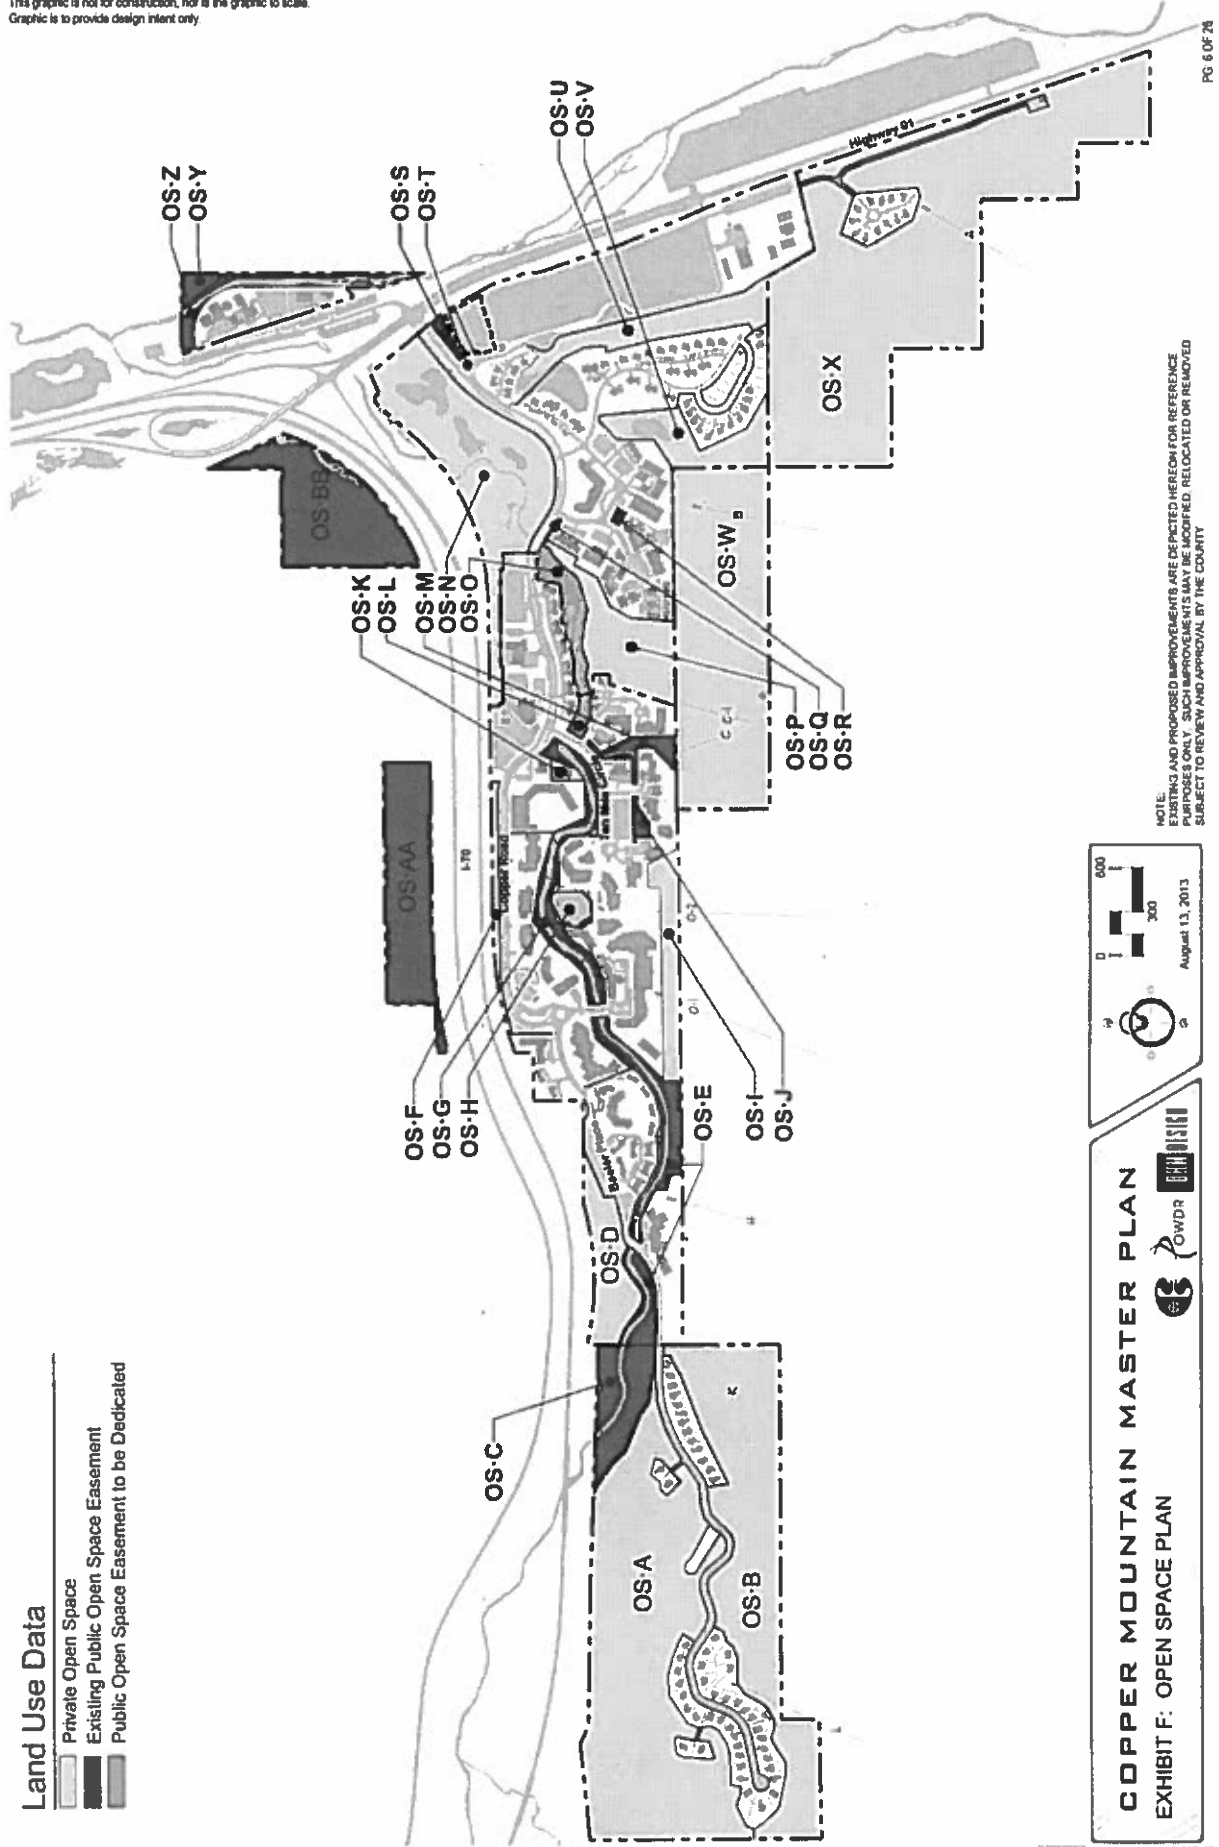 This graphic is not for construction, nor is the graphic to scale.
Graphic is to provide design intent only.
Land Use Data
Private Open Space
Existing Public Open Space Easement
Public Open Space Easement to be Dedicated
OS-Z
OS-Y
OS-S
OS-T
OS-U
OS-V
Highway 91
OS-BB
OS-K
OS-L
OS-M
OS-N
OS-O
OS-X
OS-W
B
A
OS-P
OS-Q
OS-R
OS-AA
I-70
Copper Road
OS-F
OS-G
OS-H
OS-I
OS-J
OS-E
OS-D
OS-C
OS-A
OS-B
K
NOTE:
EXISTING AND PROPOSED IMPROVEMENTS ARE DEPICTED HEREON FOR REFERENCE
PURPOSES ONLY. SUCH IMPROVEMENTS MAY BE MODIFIED, RELOCATED OR REMOVED
SUBJECT TO REVIEW AND APPROVAL BY THE COUNTY
0
300
600
August 13, 2013
COPPER MOUNTAIN MASTER PLAN
EXHIBIT F: OPEN SPACE PLAN
POWDR
PG 6 OF 26